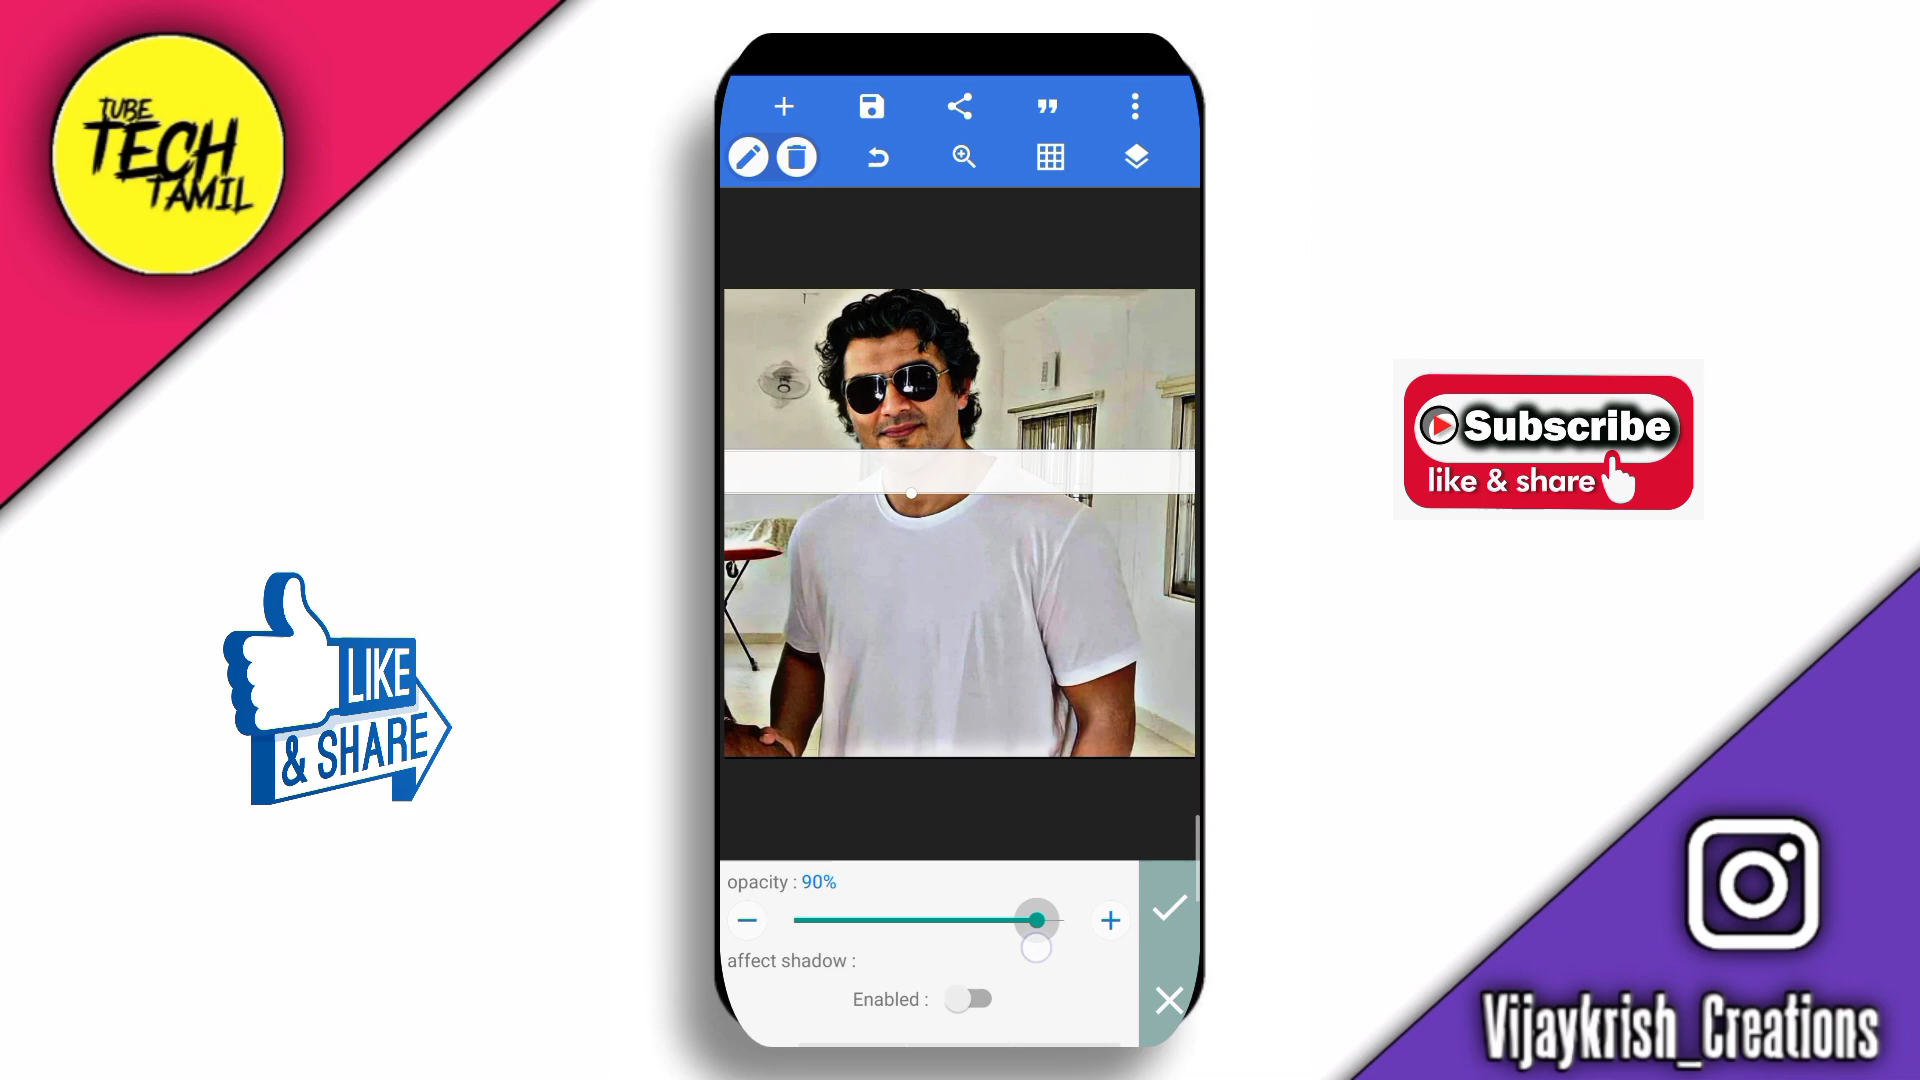 TUBE
TECH
TAMIL
Subscribe
like & share
LIKE
& SHARE
opacity : 90%
affect shadow :
Enabled :
Vijaykrish_Creations